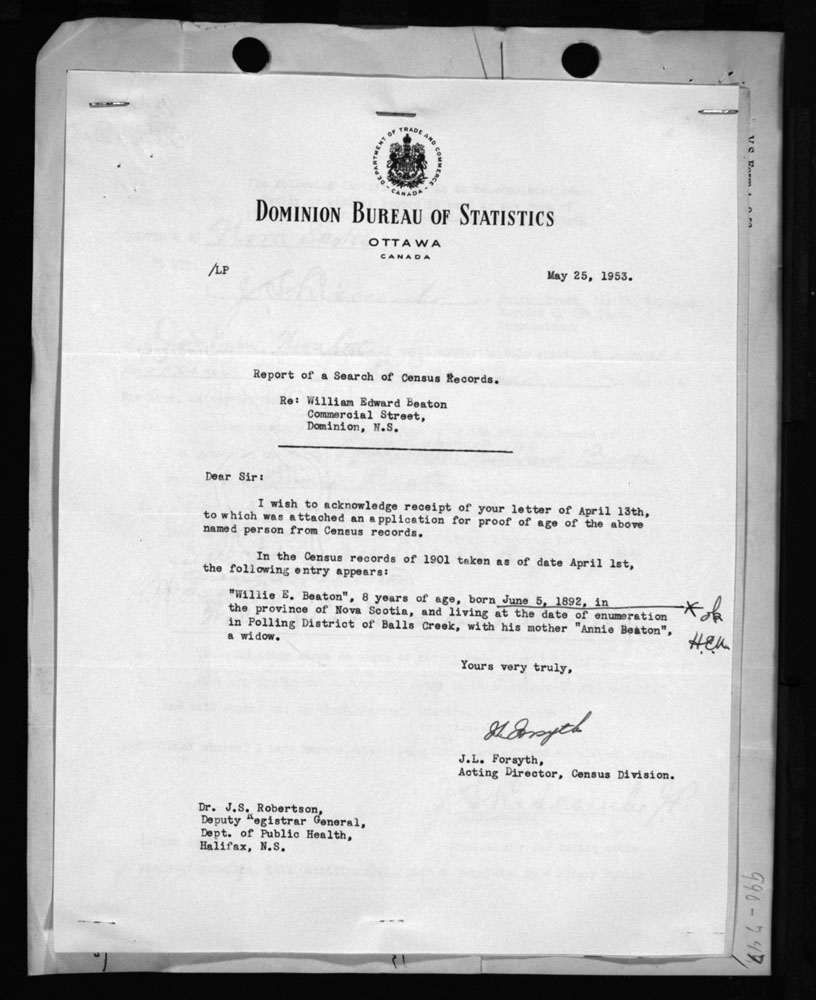 DEPARTMENT OF TRADE AND COMMERCE
CANADA
DOMINION BUREAU OF STATISTICS
OTTAWA
CANADA
/LP
May 25, 1953.
Report of a Search of Census Records.
Re: William Edward Beaton
Commercial Street,
Dominion, N.S.
Dear Sir:
I wish to acknowledge receipt of your letter of April 13th,
to which was attached an application for proof of age of the above
named person from Census records.
In the Census records of 1901 taken as of date April 1st,
the following entry appears:
"Willie E. Beaton", 8 years of age, born June 5, 1892, in
the province of Nova Scotia, and living at the date of enumeration
in Polling District of Balls Creek, with his mother "Annie Beaton",
a widow.
X ok
Yours very truly,
J.L. Forsyth
J.L. Forsyth,
Acting Director, Census Division.
Dr. J.S. Robertson,
Deputy Registrar General,
Dept. of Public Health,
Halifax, N.S.